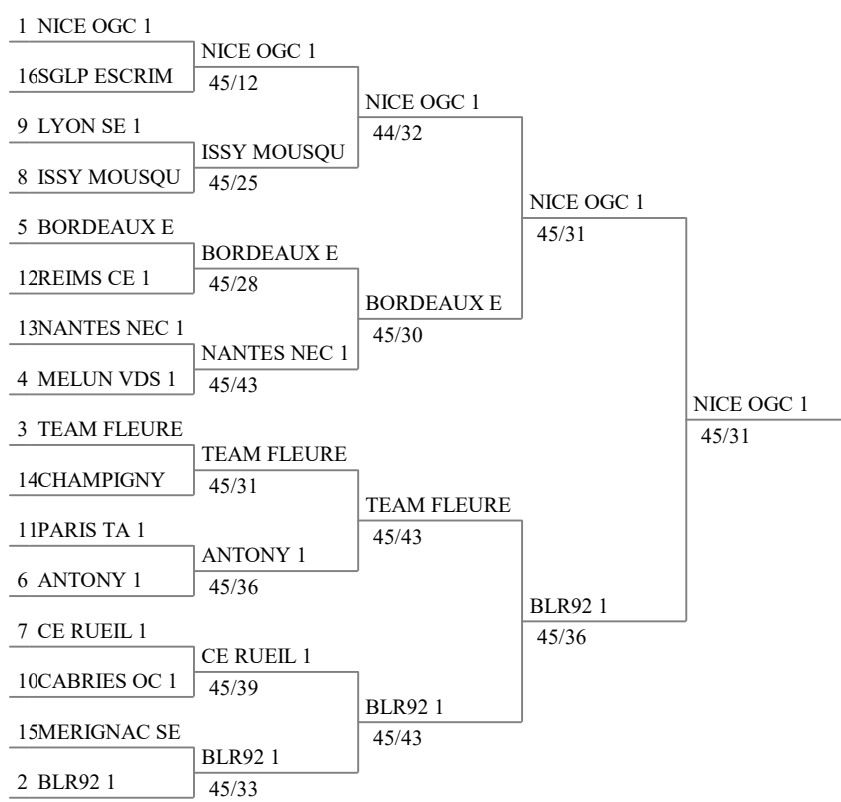 1 NICE OGC 1
NICE OGC 1
16SGLP ESCRIM
45/12
NICE OGC 1
9 LYON SE 1
44/32
ISSY MOUSQU
8 ISSY MOUSQU
45/25
NICE OGC 1
5 BORDEAUX E
45/31
BORDEAUX E
12REIMS CE 1
45/28
BORDEAUX E
13NANTES NEC 1
45/30
NANTES NEC 1
4 MELUN VDS 1
45/43
NICE OGC 1
3 TEAM FLEURE
45/31
TEAM FLEURE
14CHAMPIGNY
45/31
TEAM FLEURE
11PARIS TA 1
45/43
ANTONY 1
6 ANTONY 1
45/36
BLR92 1
7 CE RUEIL 1
45/36
CE RUEIL 1
10CABRIES OC 1
45/39
BLR92 1
15MERIGNAC SE
45/43
BLR92 1
2 BLR92 1
45/33